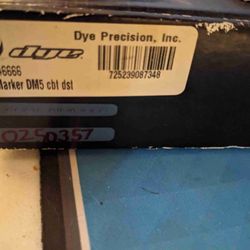 dye Dye Precision, Inc.
6666
725239087348
Marker DM5 cbt dst
0250357